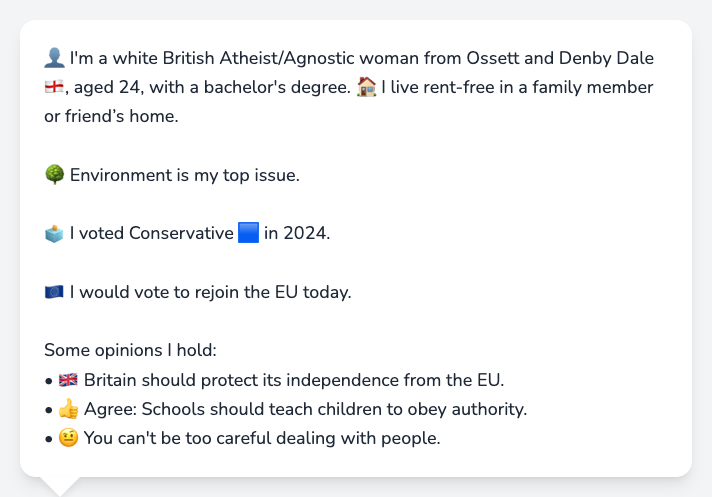 👤 I'm a white British Atheist/Agnostic woman from Ossett and Denby Dale
🏴󠁧󠁢󠁥󠁮󠁧󠁿, aged 24, with a bachelor's degree. 🏠 I live rent-free in a family member
or friend’s home.
🌳 Environment is my top issue.
🗳️ I voted Conservative 🟦 in 2024.
🇪🇺 I would vote to rejoin the EU today.
Some opinions I hold:
• 🇬🇧 Britain should protect its independence from the EU.
• 👍 Agree: Schools should teach children to obey authority.
• 🤨 You can't be too careful dealing with people.